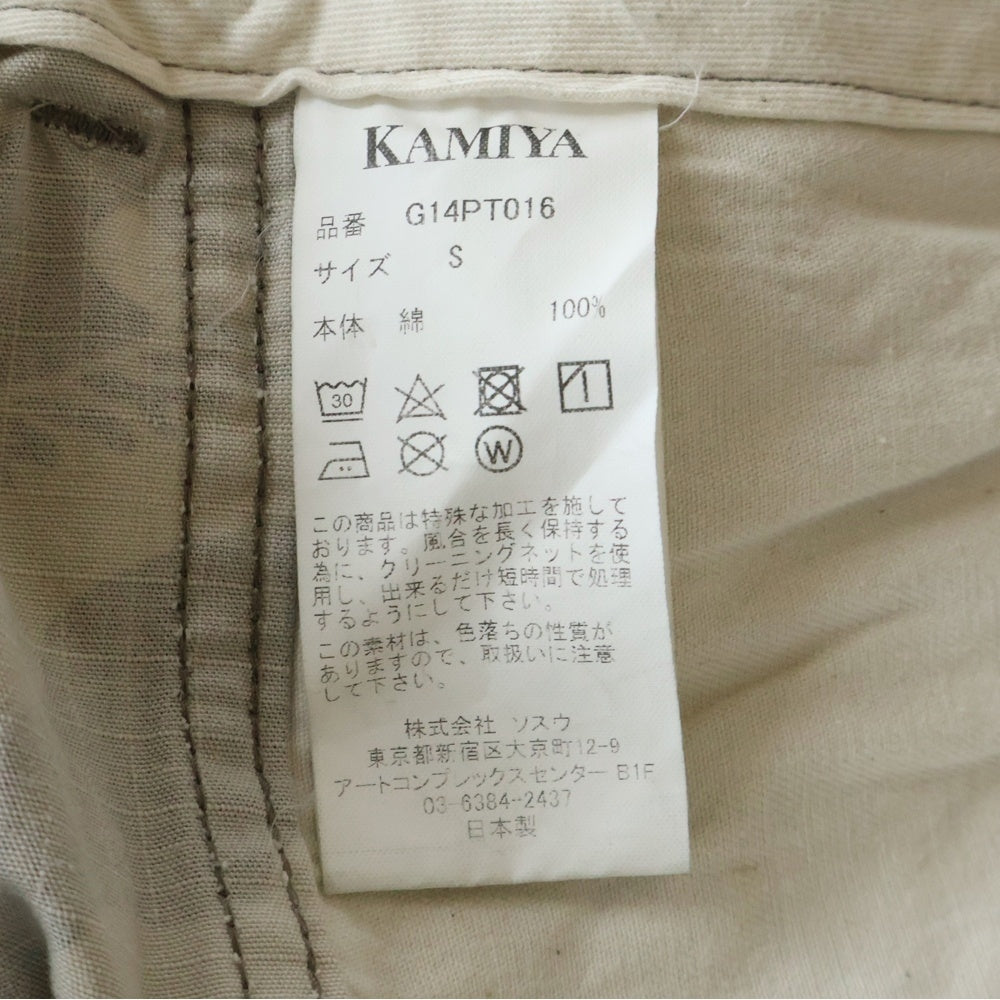 KAMIYA
品番 G14PT016
サイズ S
本体 綿 100%
30
W
この商品は特殊な加工を施して
おります。風合を長く保持する
為に、クリーニングネットを使
用し、出来るだけ短時間で処理
するようにして下さい。
この素材は、色落ちの性質が
ありますので、取扱いに注意
して下さい。
株式会社 ソスウ
東京都新宿区大京町12-9
アートコンプレックスセンター B1F
03-6384-2437
日本製